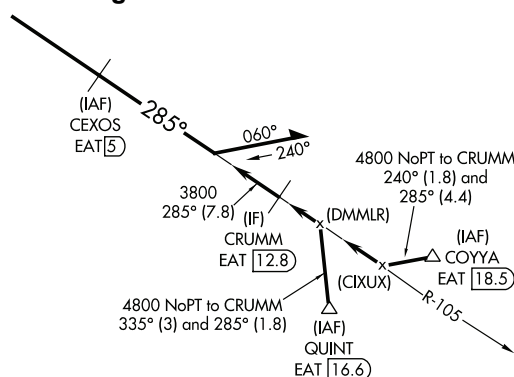 (IAF)
CEXOS
EAT 5
285°
060°
240°
4800 NoPT to CRUMM
240° (1.8) and
285° (4.4)
3800
285° (7.8)
(IF)
CRUMM
EAT 12.8
(DMMLR)
(IAF)
COYYA
EAT 18.5
(CIXUX)
R-105
4800 NoPT to CRUMM
335° (3) and 285° (1.8)
(IAF)
QUINT
EAT 16.6